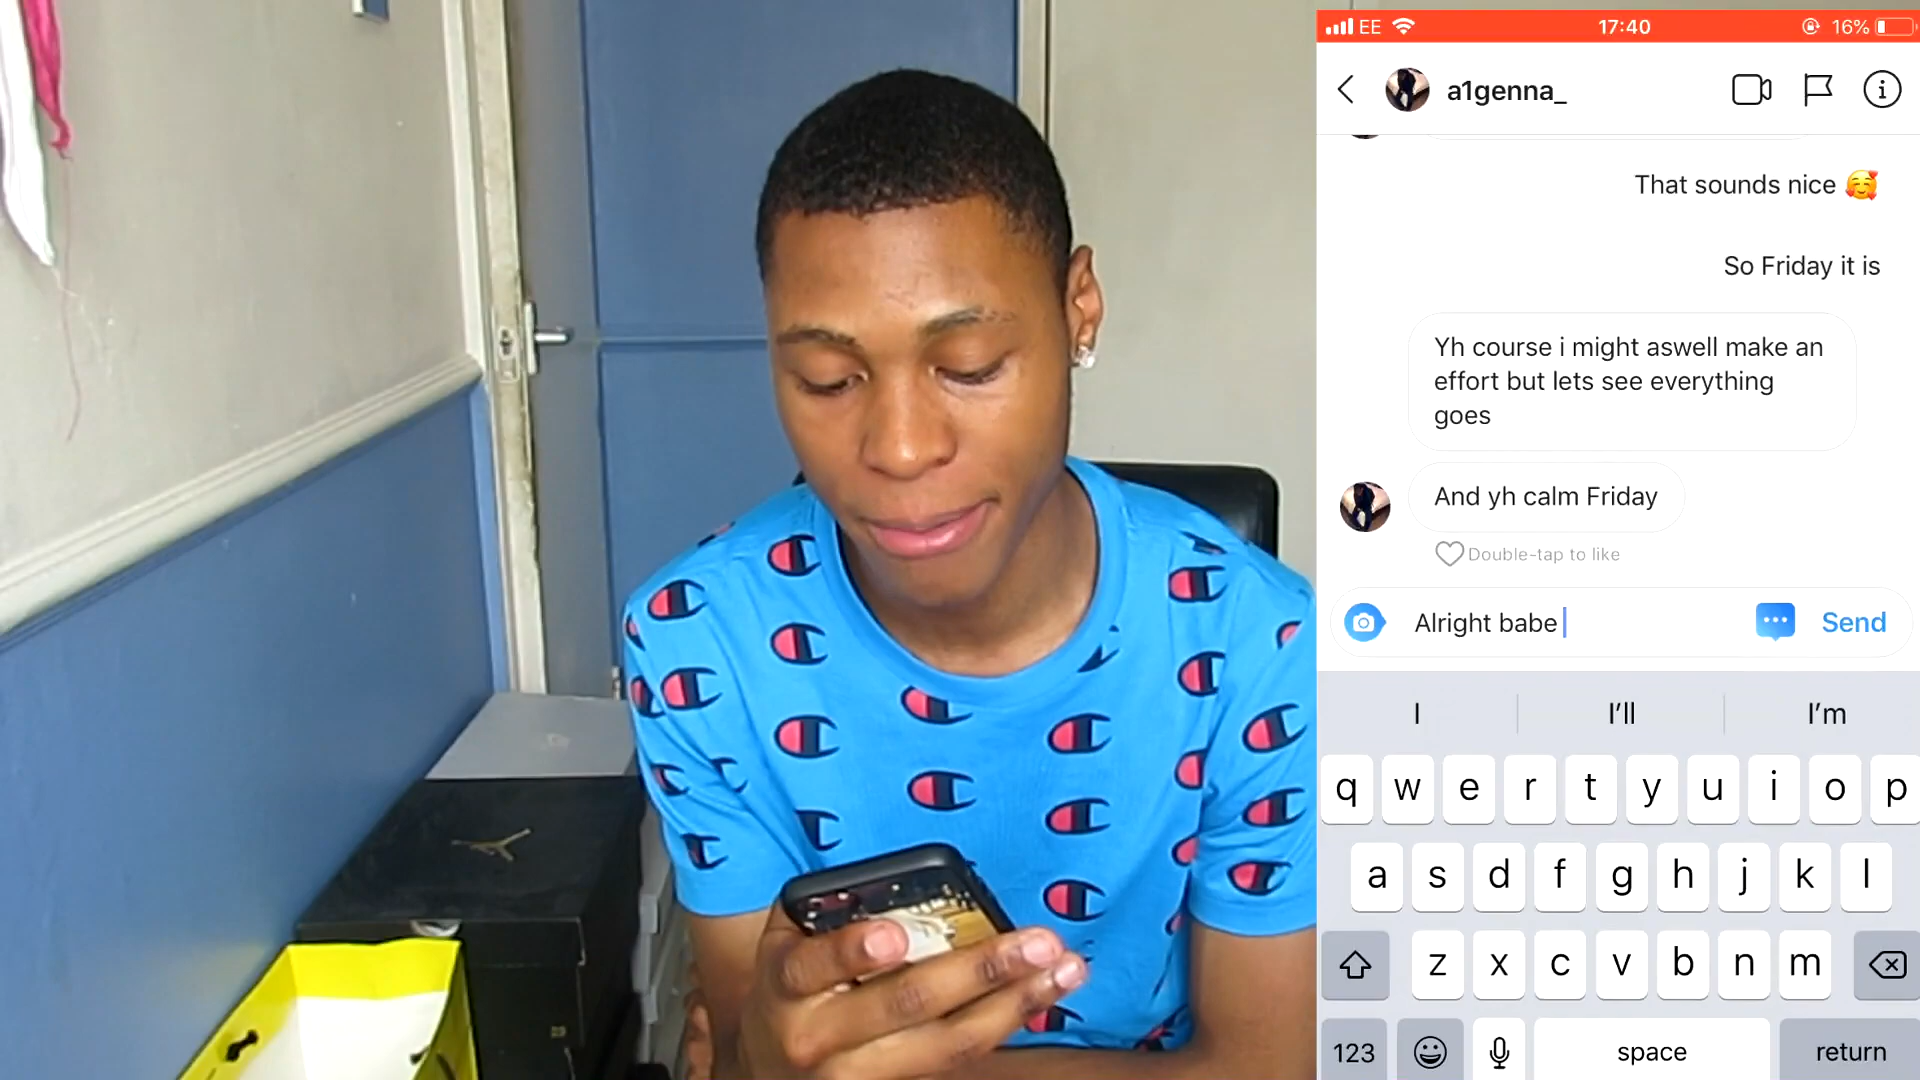 EE 17:40 16%
a1genna_
That sounds nice 🥰
So Friday it is
Yh course i might aswell make an
effort but lets see everything
goes
And yh calm Friday
Double-tap to like
Alright babe Send
I I'll I'm
q w e r t y u i o p
a s d f g h j k l
z x c v b n m
123 space return